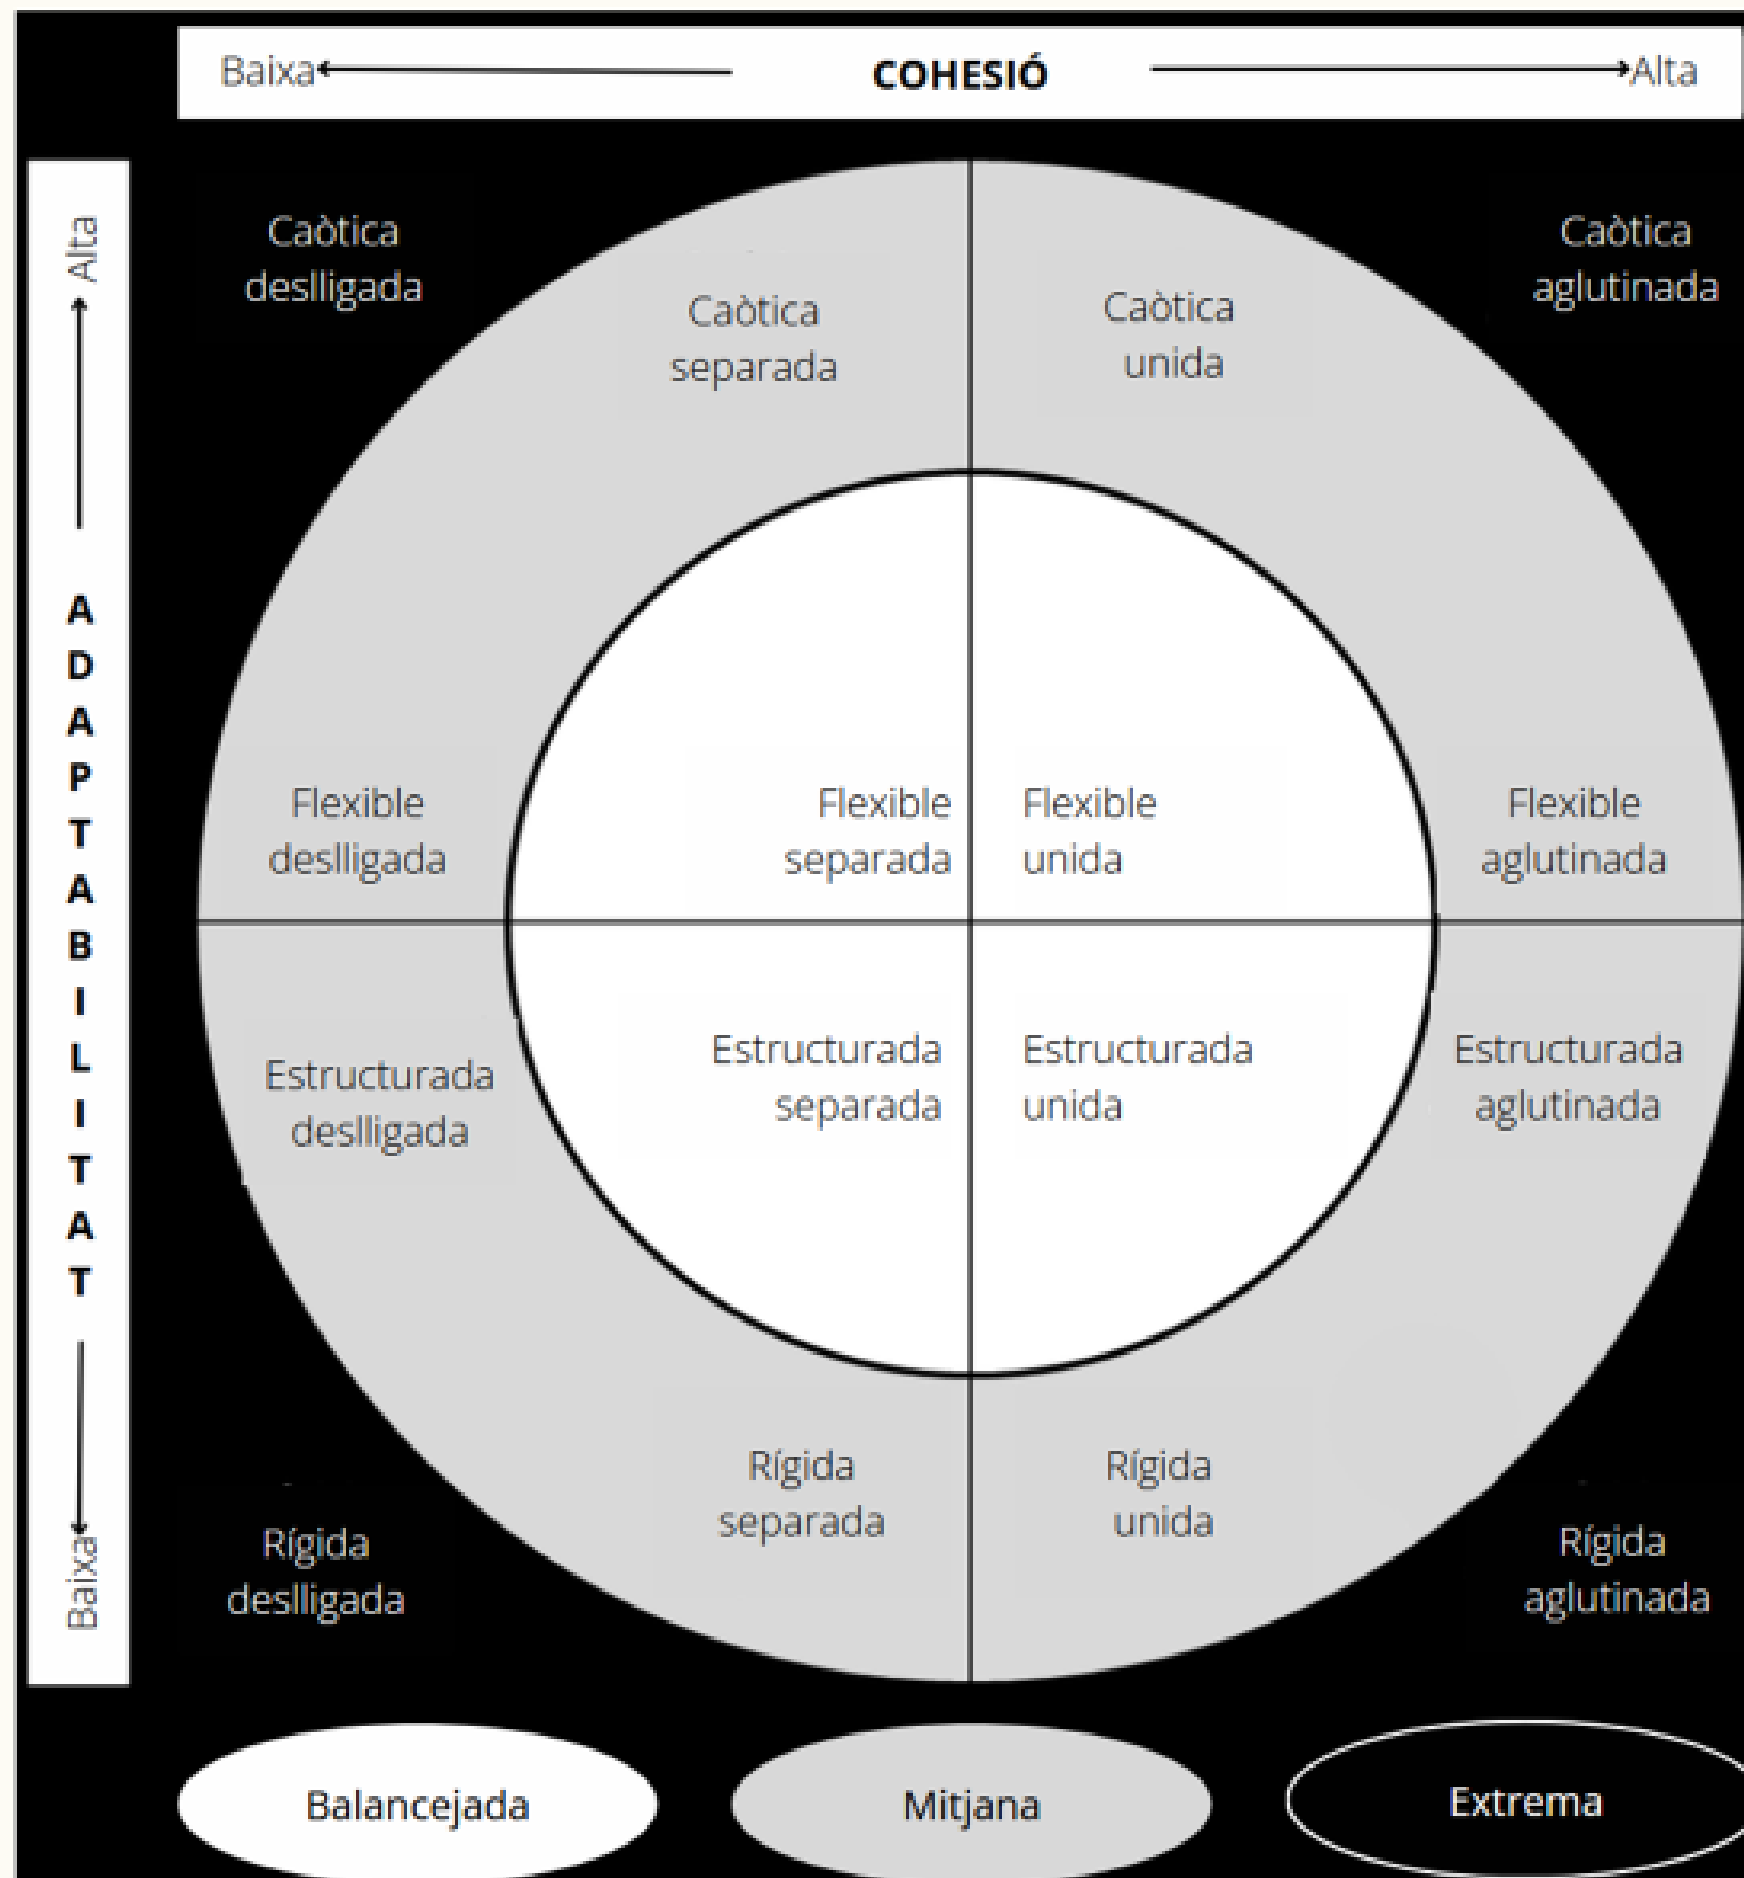 Baixa COHESIÓ Alta
Alta
ADAPTABILITAT
Baixa
Caòtica
deslligada
Caòtica
separada
Caòtica
unida
Caòtica
aglutinada
Flexible
deslligada
Flexible
separada
Flexible
unida
Flexible
aglutinada
Estructurada
deslligada
Estructurada
separada
Estructurada
unida
Estructurada
aglutinada
Rígida
deslligada
Rígida
separada
Rígida
unida
Rígida
aglutinada
Balancejada
Mitjana
Extrema